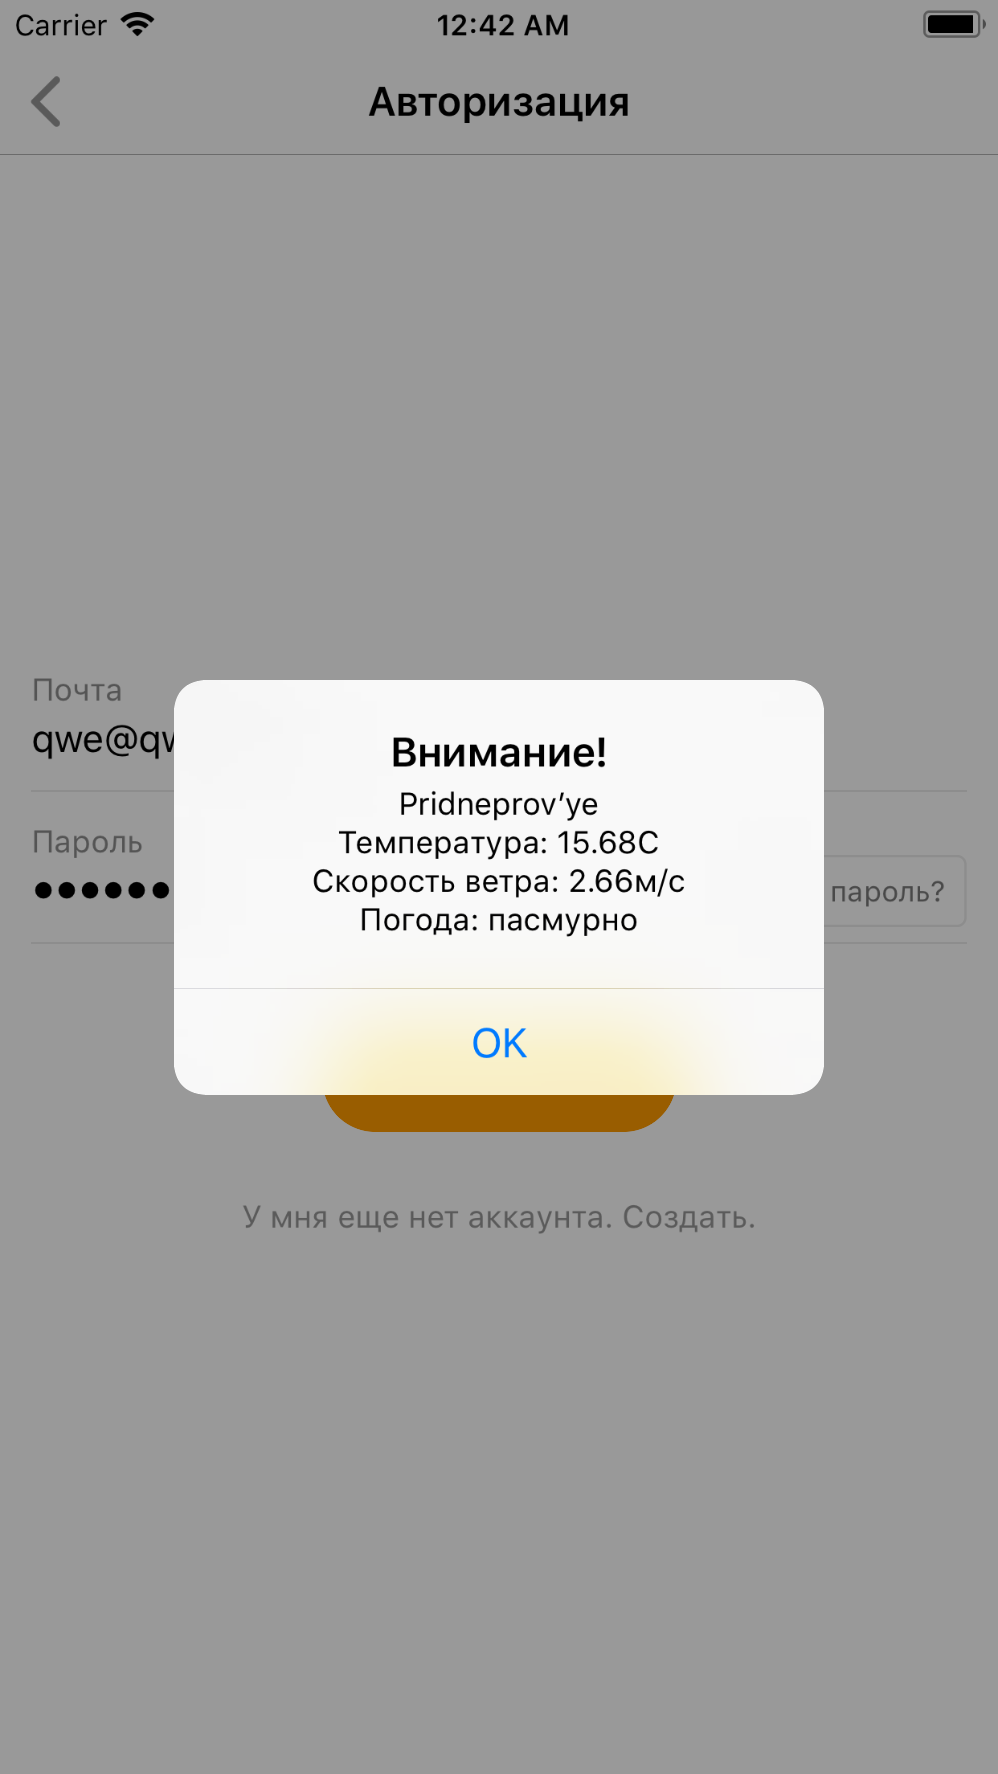 Carrier
12:42 AM
Авторизация
Почта
qwe@qw
Внимание!
Pridneprov’ye
Температура: 15.68C
Скорость ветра: 2.66м/с
Погода: пасмурно
Пароль
пароль?
OK
У мня еще нет аккаунта. Создать.